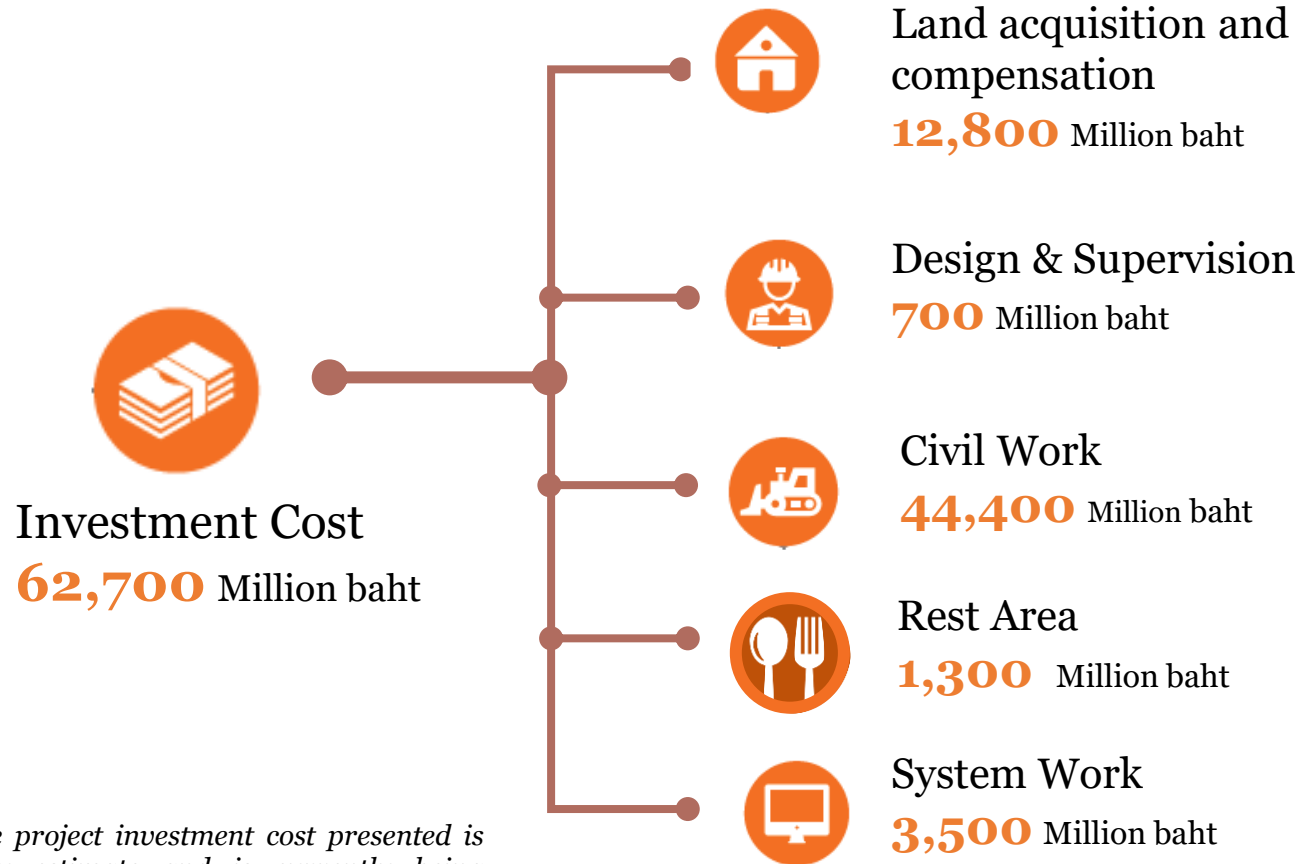 Land acquisition and
compensation
12,800 Million baht
Design & Supervision
700 Million baht
Civil Work
44,400 Million baht
Investment Cost
62,700 Million baht
Rest Area
1,300 Million baht
System Work
3,500 Million baht
project investment cost presented is